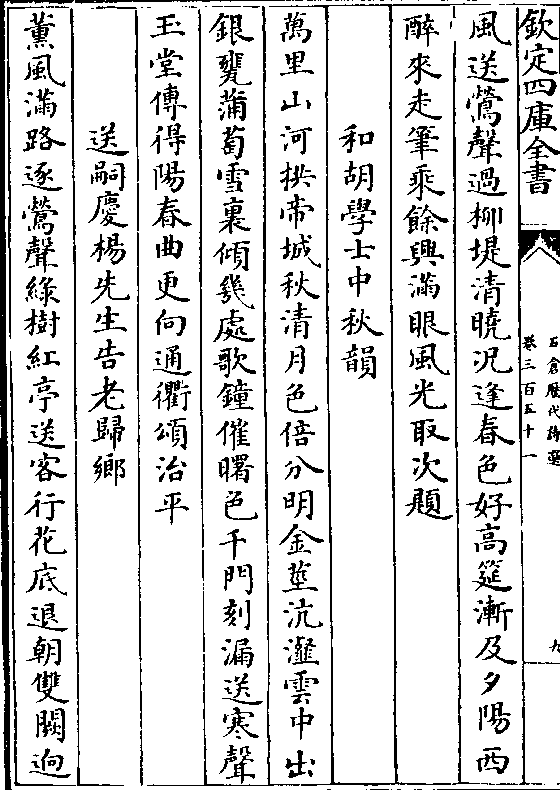 欽定四庫全書
石倉歷代詩選
卷三百五十一
九
風送鶯聲過柳堤清曉况逢春色好高筵漸及夕陽西
醉來走筆乘餘興滿眼風光取次題
和胡學士中秋韻
萬里山河拱帝城秋清月色倍分明金莖沆瀣雲中出
銀甕蒲萄雪裏傾幾處歌鐘催曙色千門刻漏送寒聲
玉堂傳得陽春曲更向通衢頌治平
送嗣慶楊先生告老歸鄉
薫風滿路逐鶯聲綠樹紅亭送客行花底退朝雙闕逈